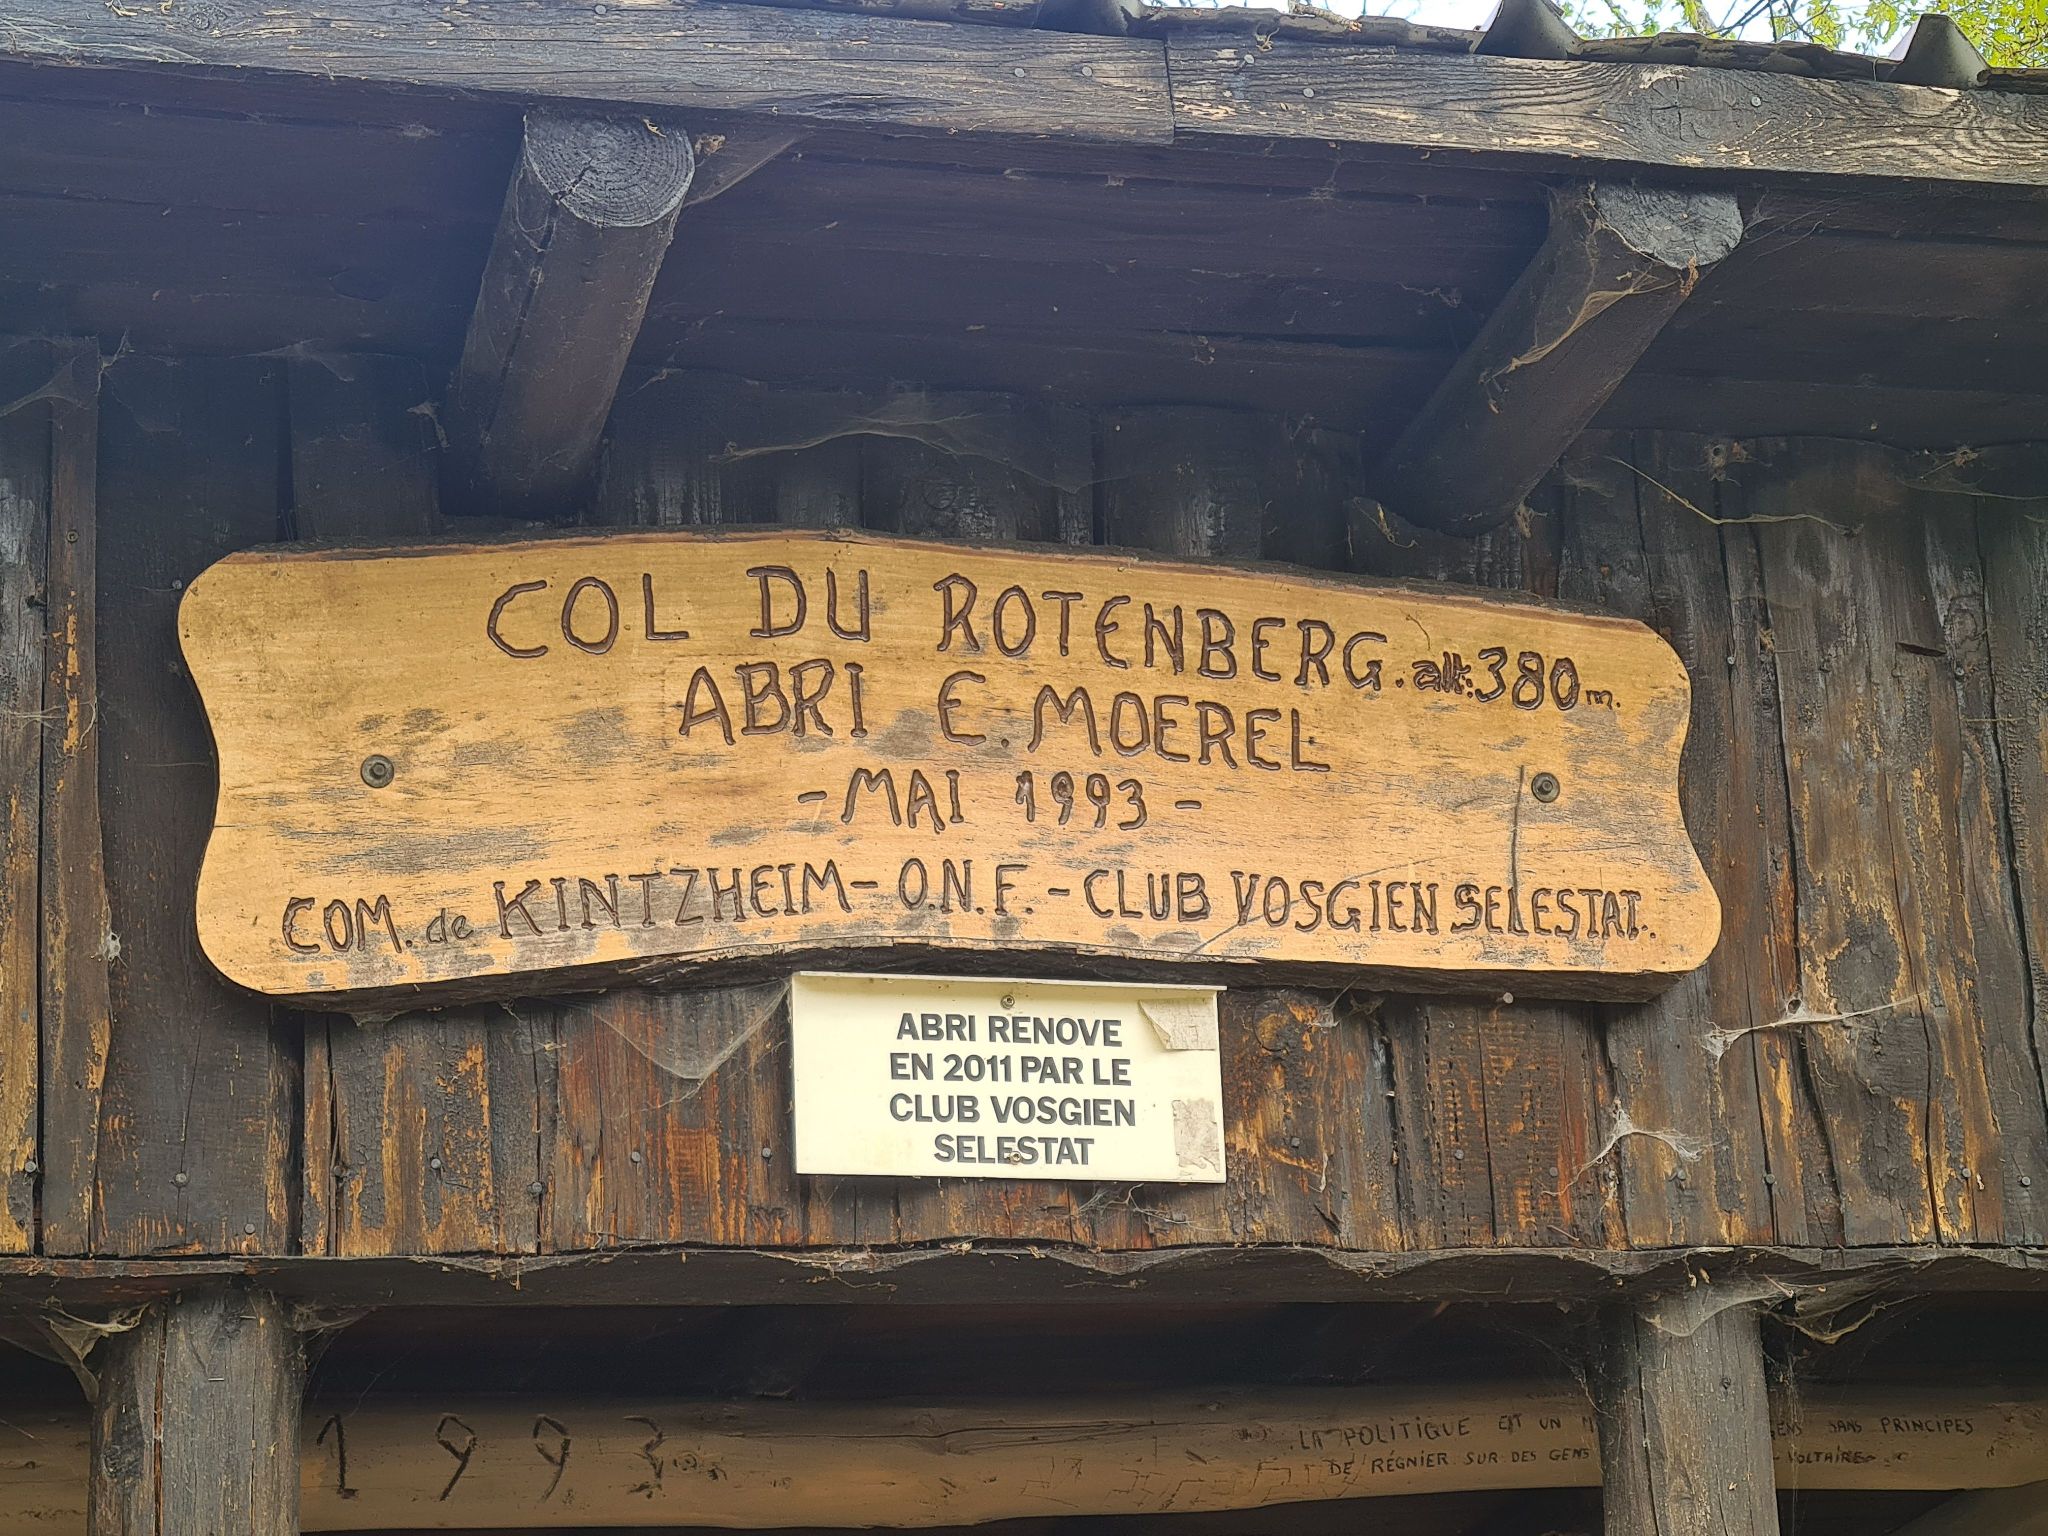 COL DU ROTENBERG. alt: 380 m.
ABRI E. MOEREL
- MAI 1993 -
COM. de KINTZHEIM - O.N.F. - CLUB VOSGIEN SELESTAT.
ABRI RENOVE
EN 2011 PAR LE
CLUB VOSGIEN
SELESTAT
1993
LA POLITIQUE EST UN PRINCIPES
DE RÉGNIER SUR DES GENS - VOLTAIRE